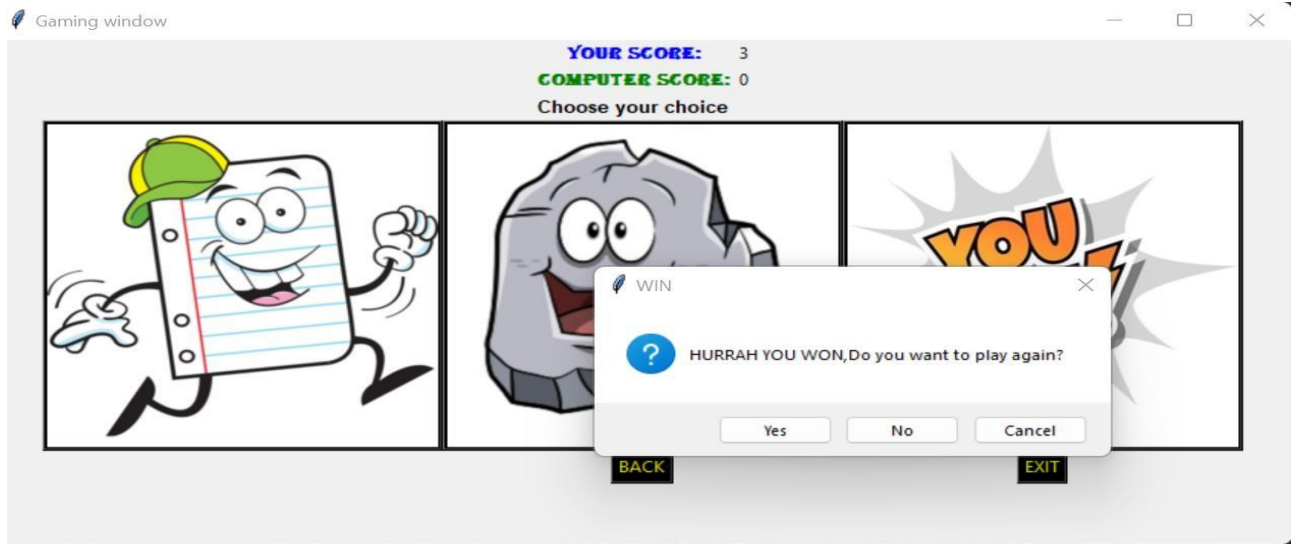 Gaming window
YOUR SCORE: 3
COMPUTER SCORE: 0
Choose your choice
YOU
WIN
HURRAH YOU WON,Do you want to play again?
Yes No Cancel
BACK EXIT